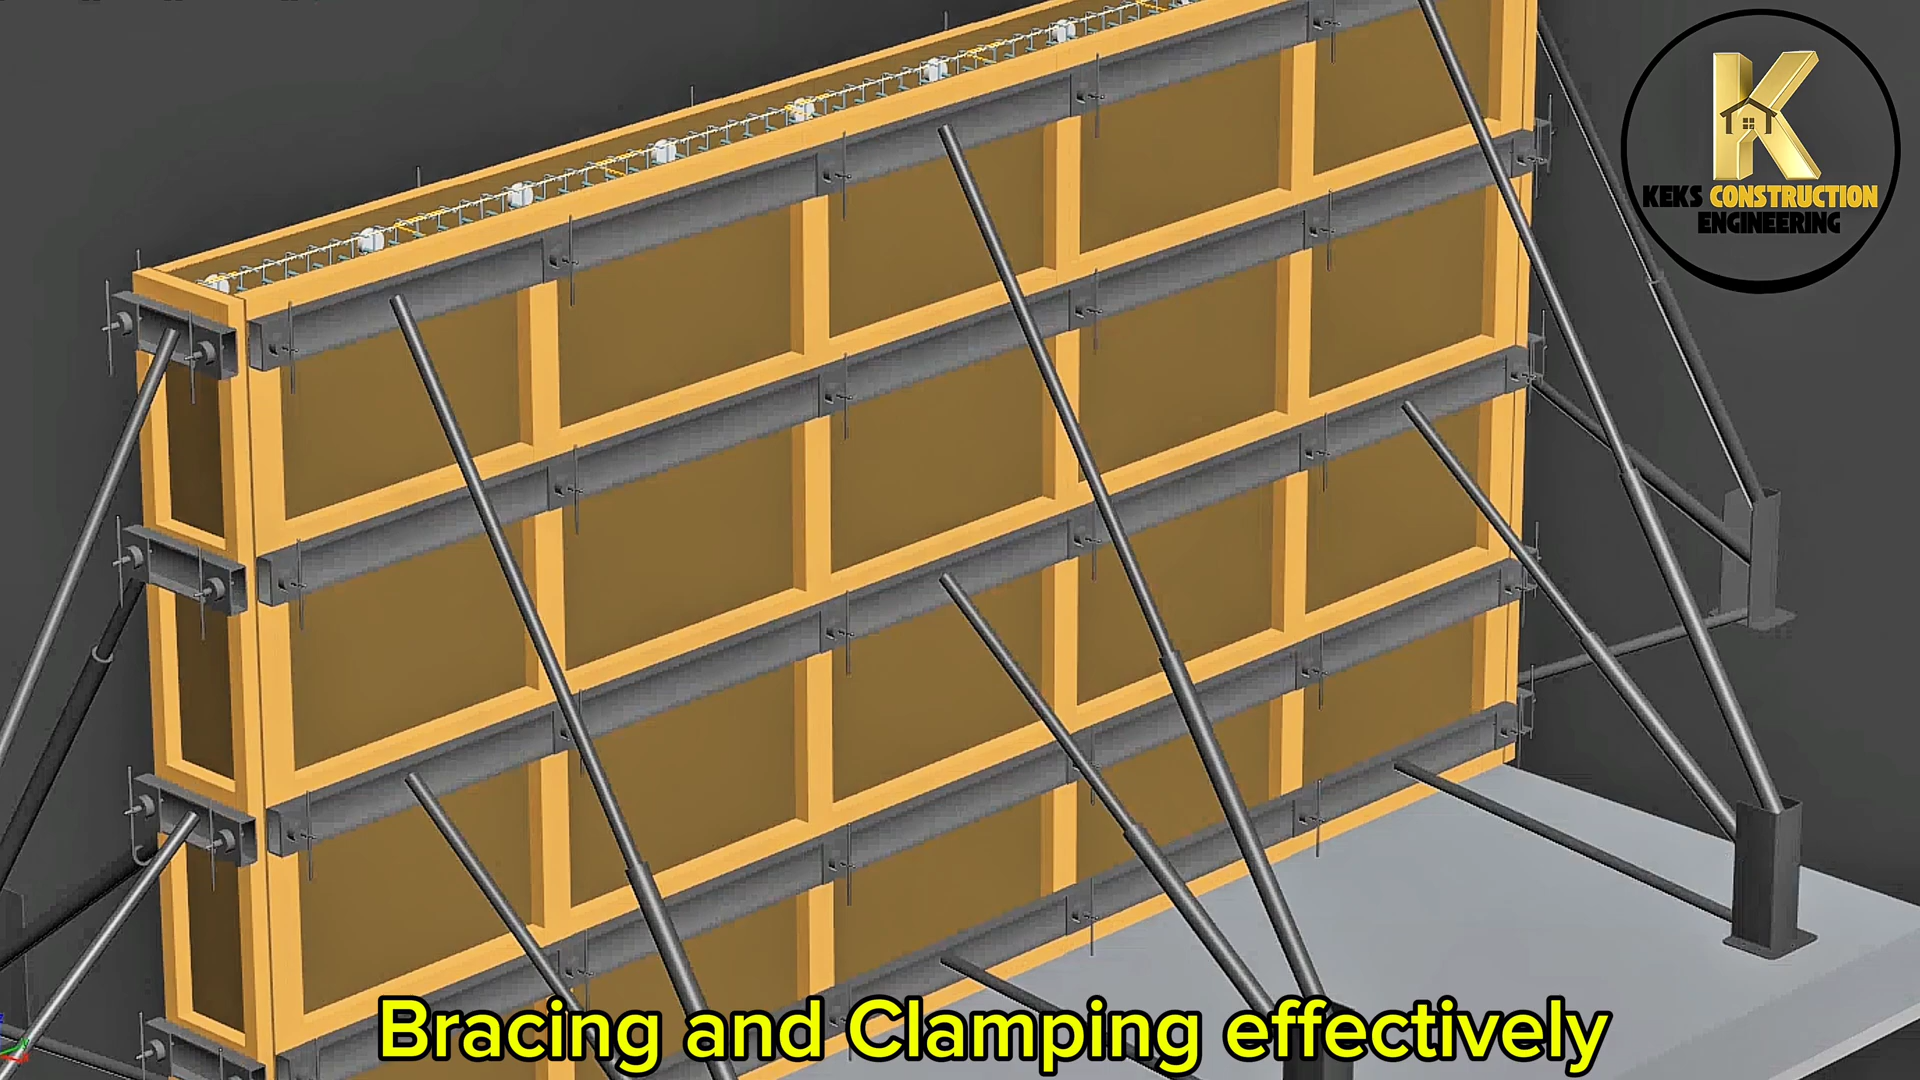 K
KEKS CONSTRUCTION
ENGINEERING
Bracing and Clamping effectively